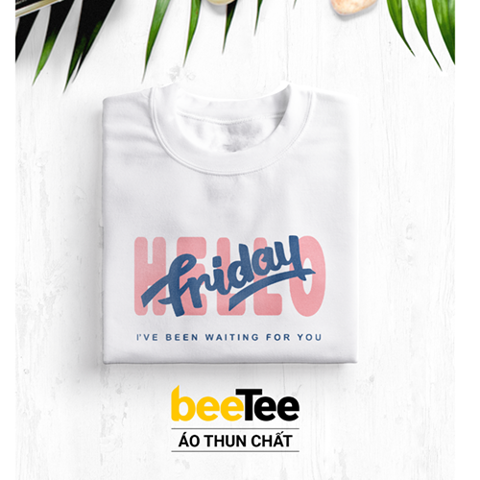 HELLO
friday
I'VE BEEN WAITING FOR YOU
beeTee
ÁO THUN CHẤT